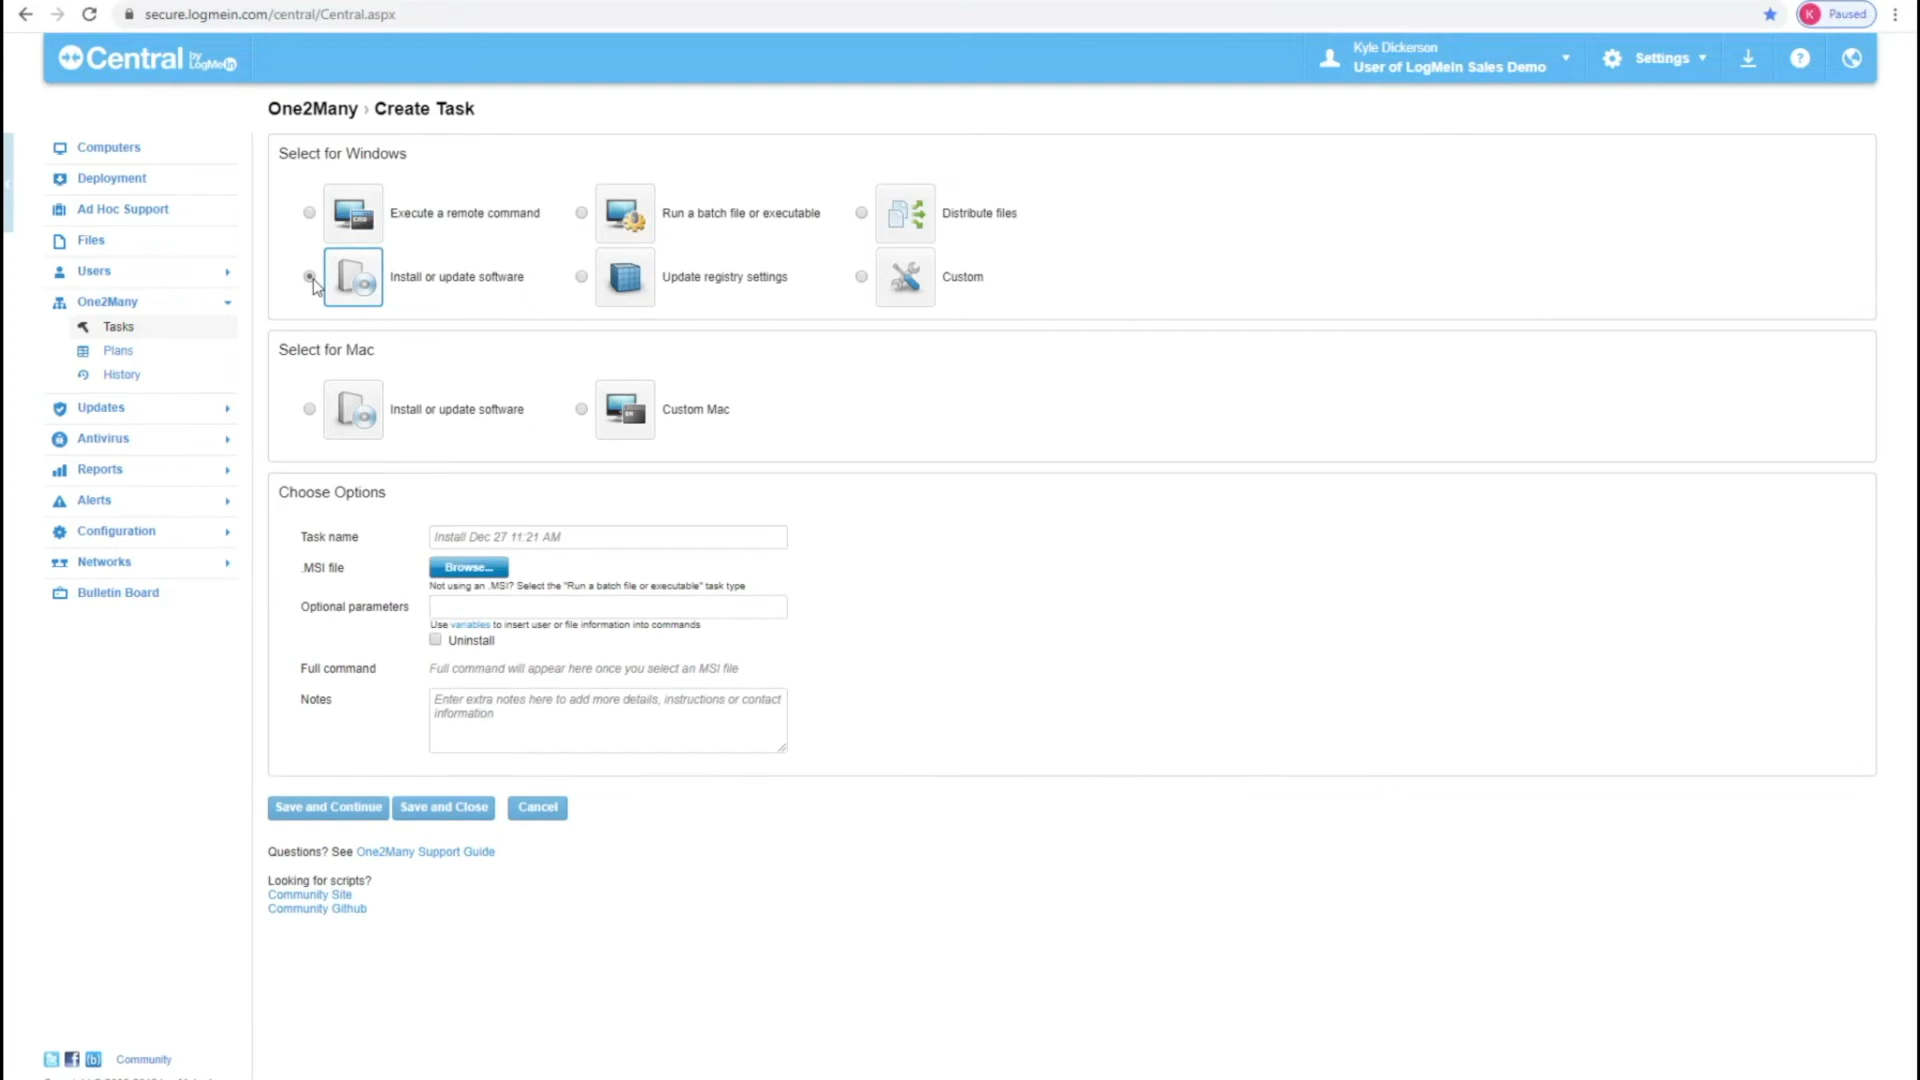 secure.logmein.com/central/Central.aspx
K Paused
Central by LogMeIn
Kyle Dickerson
User of LogMeIn Sales Demo
Settings
?
One2Many › Create Task
Computers
Deployment
Ad Hoc Support
Files
Users
One2Many
Tasks
Plans
History
Updates
Antivirus
Reports
Alerts
Configuration
Networks
Bulletin Board
Select for Windows
Execute a remote command
Run a batch file or executable
Distribute files
Install or update software
Update registry settings
Custom
Select for Mac
Install or update software
Custom Mac
Choose Options
Task name
Install Dec 27 11:21 AM
.MSI file
Browse...
Not using an .MSI? Select the "Run a batch file or executable" task type
Optional parameters
Use variables to insert user or file information into commands
Uninstall
Full command
Full command will appear here once you select an MSI file
Notes
Enter extra notes here to add more details, instructions or contact
information
Save and Continue
Save and Close
Cancel
Questions? See One2Many Support Guide
Looking for scripts?
Community Site
Community Github
Community